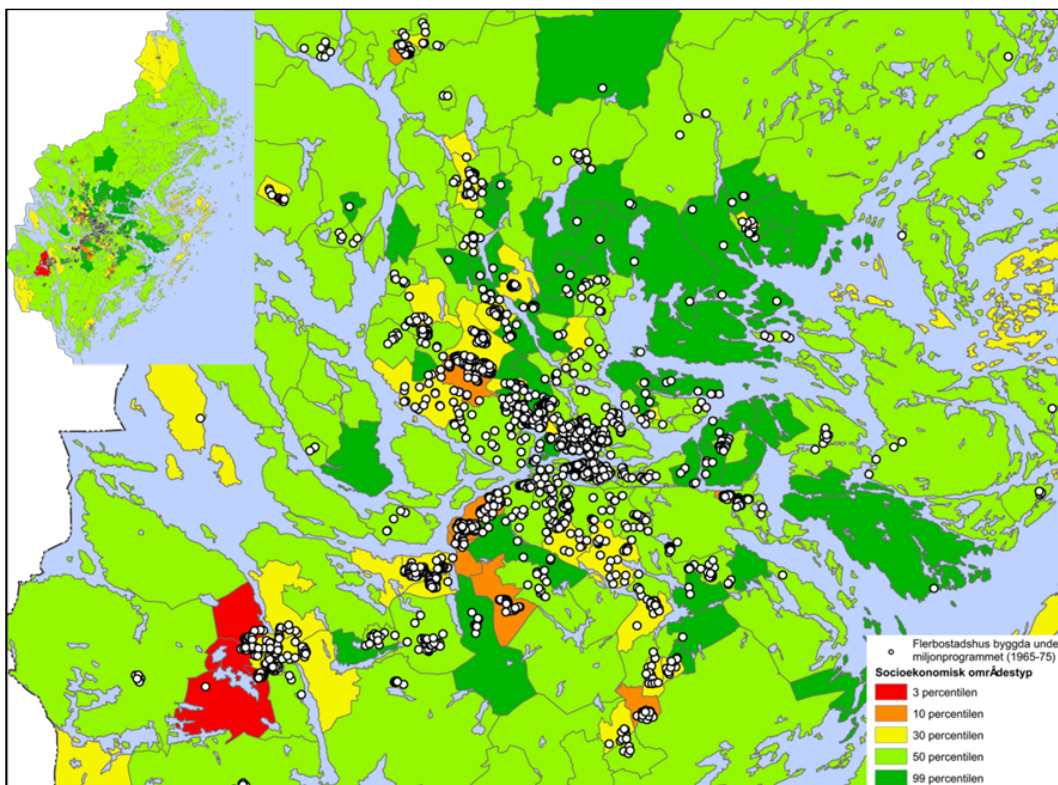 Flerbostadshus byggda unde
miljonprogrammet (1965-75)
Socioekonomisk områdestyp
3 percentilen
10 percentilen
30 percentilen
50 percentilen
99 percentilen